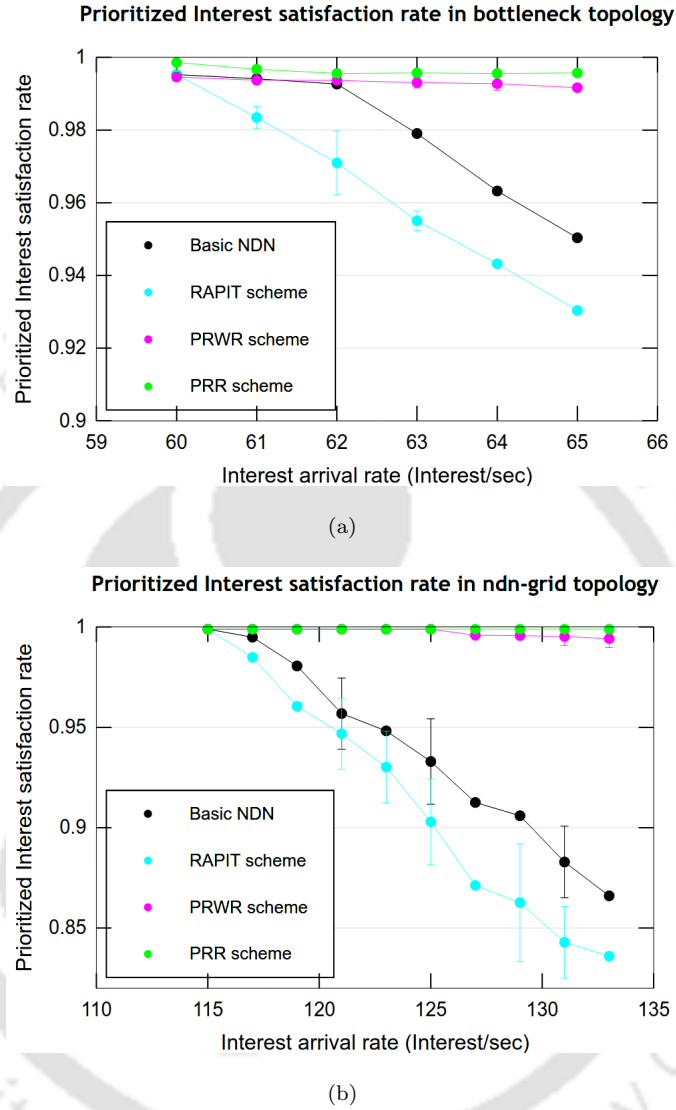 Prioritized Interest satisfaction rate in bottleneck topology
Prioritized Interest satisfaction rate
1
0.98
0.96
0.94
0.92
0.9
Basic NDN
RAPIT scheme
PRWR scheme
PRR scheme
59 60 61 62 63 64 65 66
Interest arrival rate (Interest/sec)
(a)
Prioritized Interest satisfaction rate in ndn-grid topology
Prioritized Interest satisfaction rate
1
0.95
0.9
0.85
Basic NDN
RAPIT scheme
PRWR scheme
PRR scheme
110 115 120 125 130 135
Interest arrival rate (Interest/sec)
(b)